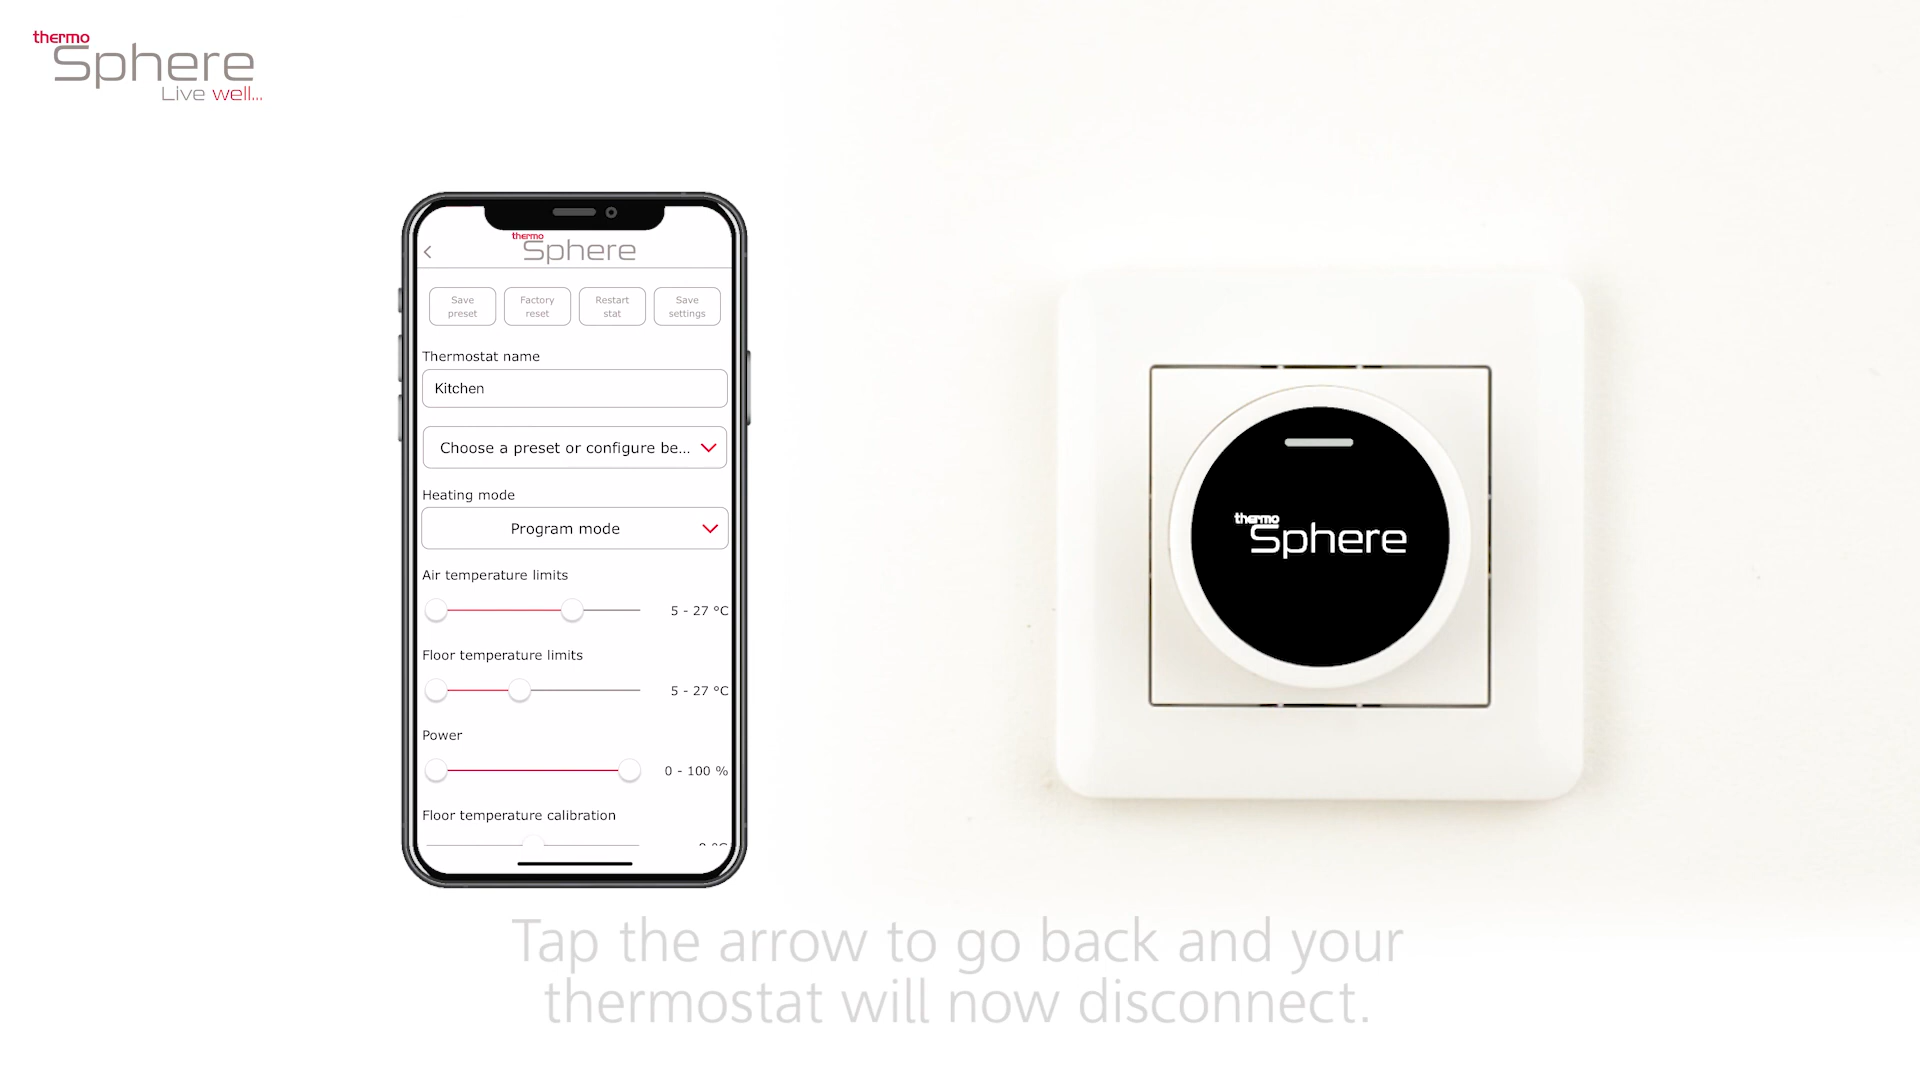 thermo
Sphere
Live well...
thermo
Sphere
Save
preset
Factory
reset
Restart
stat
Save
settings
Thermostat name
Kitchen
Choose a preset or configure be...
Heating mode
Program mode
Air temperature limits
5 - 27 °C
Floor temperature limits
5 - 27 °C
Power
0 - 100 %
Floor temperature calibration
thermo
Sphere
Tap the arrow to go back and your
thermostat will now disconnect.